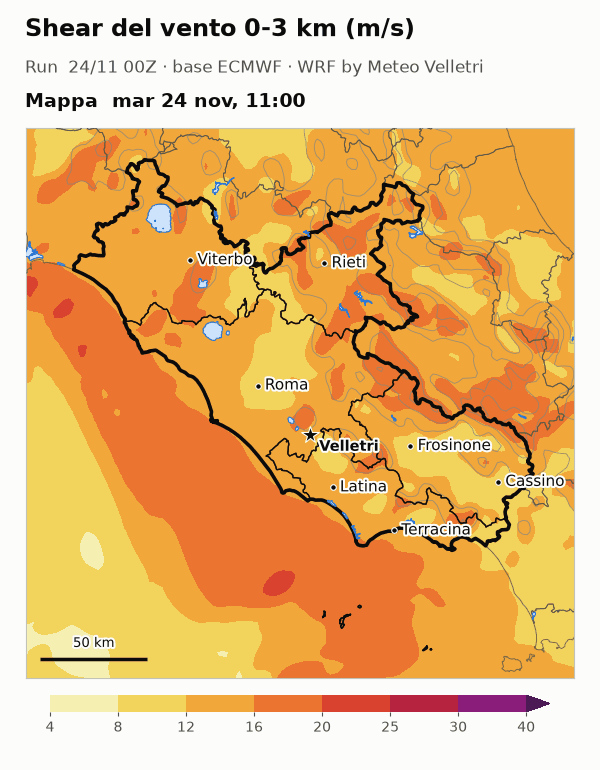 Shear del vento 0-3 km (m/s)
Run  24/11 00Z · base ECMWF · WRF by Meteo Velletri
Mappa  mar 24 nov, 11:00
Viterbo
Rieti
Roma
Velletri
Frosinone
Cassino
Latina
Terracina
50 km
4 8 12 16 20 25 30 40